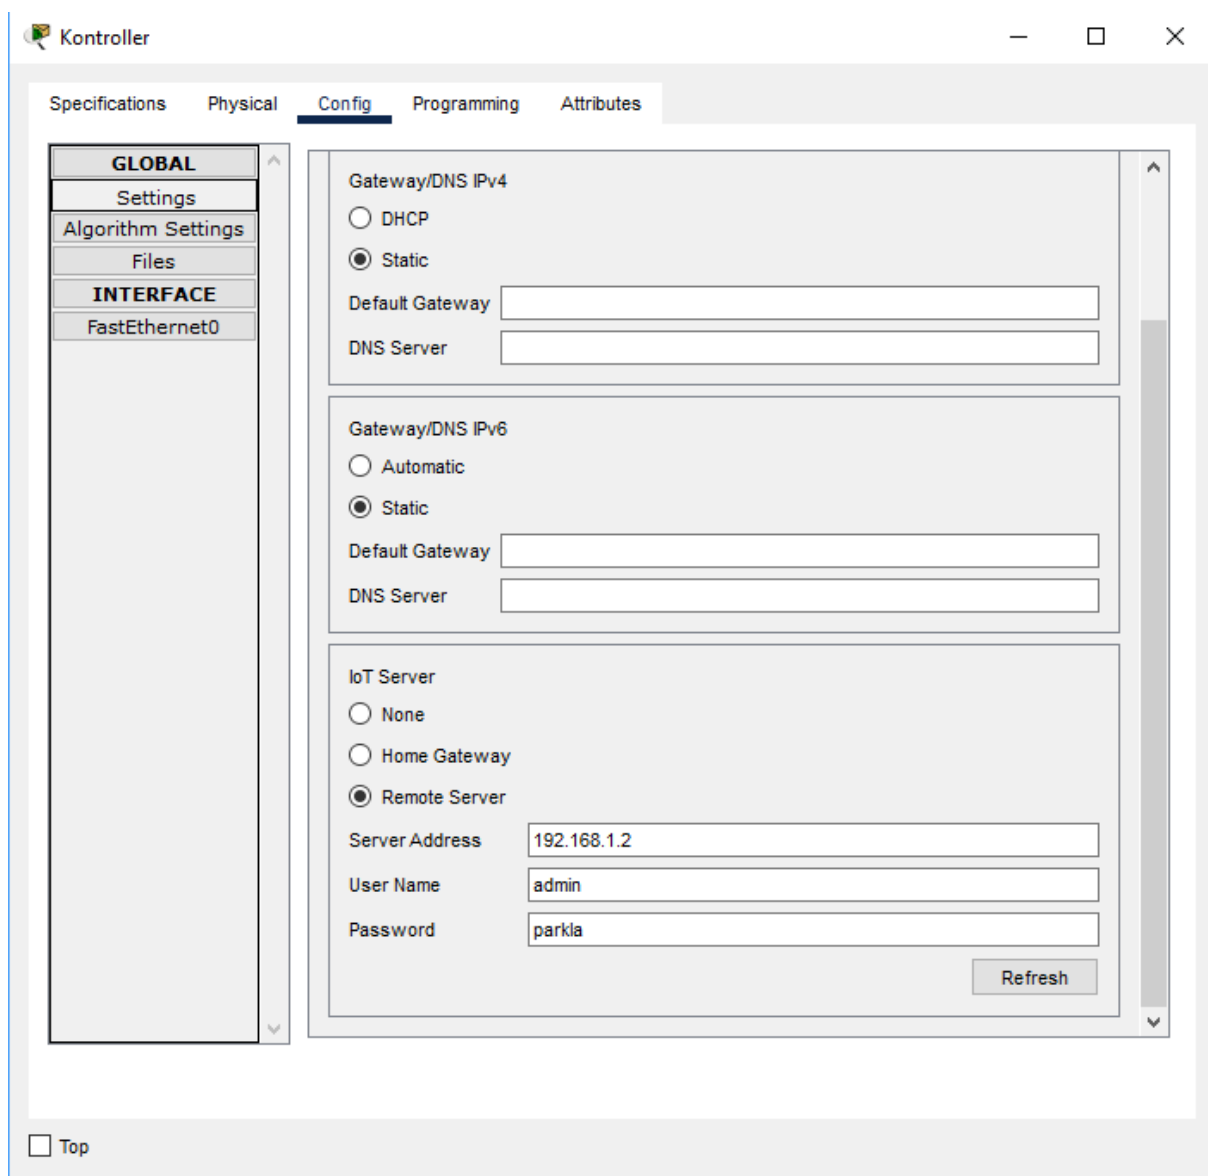 Kontroller
Specifications Physical Config Programming Attributes
GLOBAL
Settings
Algorithm Settings
Files
INTERFACE
FastEthernet0
Gateway/DNS IPv4
DHCP
Static
Default Gateway
DNS Server
Gateway/DNS IPv6
Automatic
Static
Default Gateway
DNS Server
IoT Server
None
Home Gateway
Remote Server
Server Address 192.168.1.2
User Name admin
Password parkla
Refresh
Top